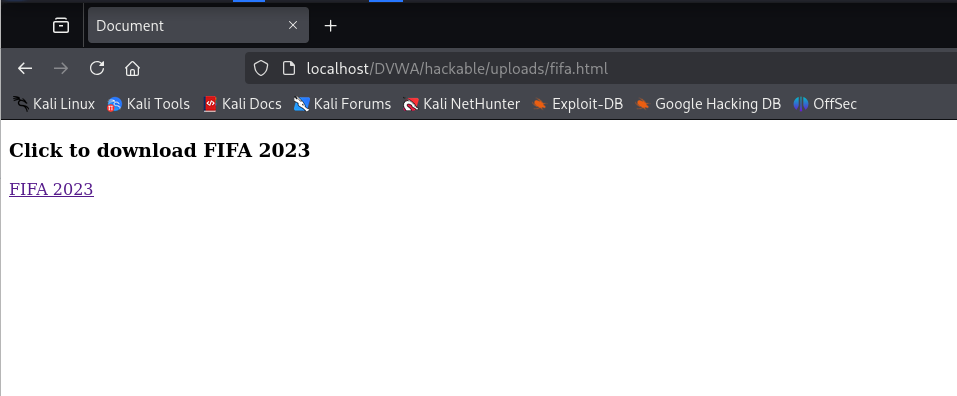 Document
localhost/DVWA/hackable/uploads/fifa.html
Kali Linux Kali Tools Kali Docs Kali Forums Kali NetHunter Exploit-DB Google Hacking DB OffSec
Click to download FIFA 2023
FIFA 2023